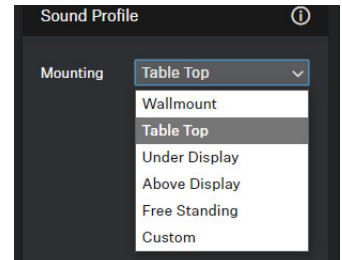 Sound Profile
Mounting Table Top
Wallmount
Table Top
Under Display
Above Display
Free Standing
Custom